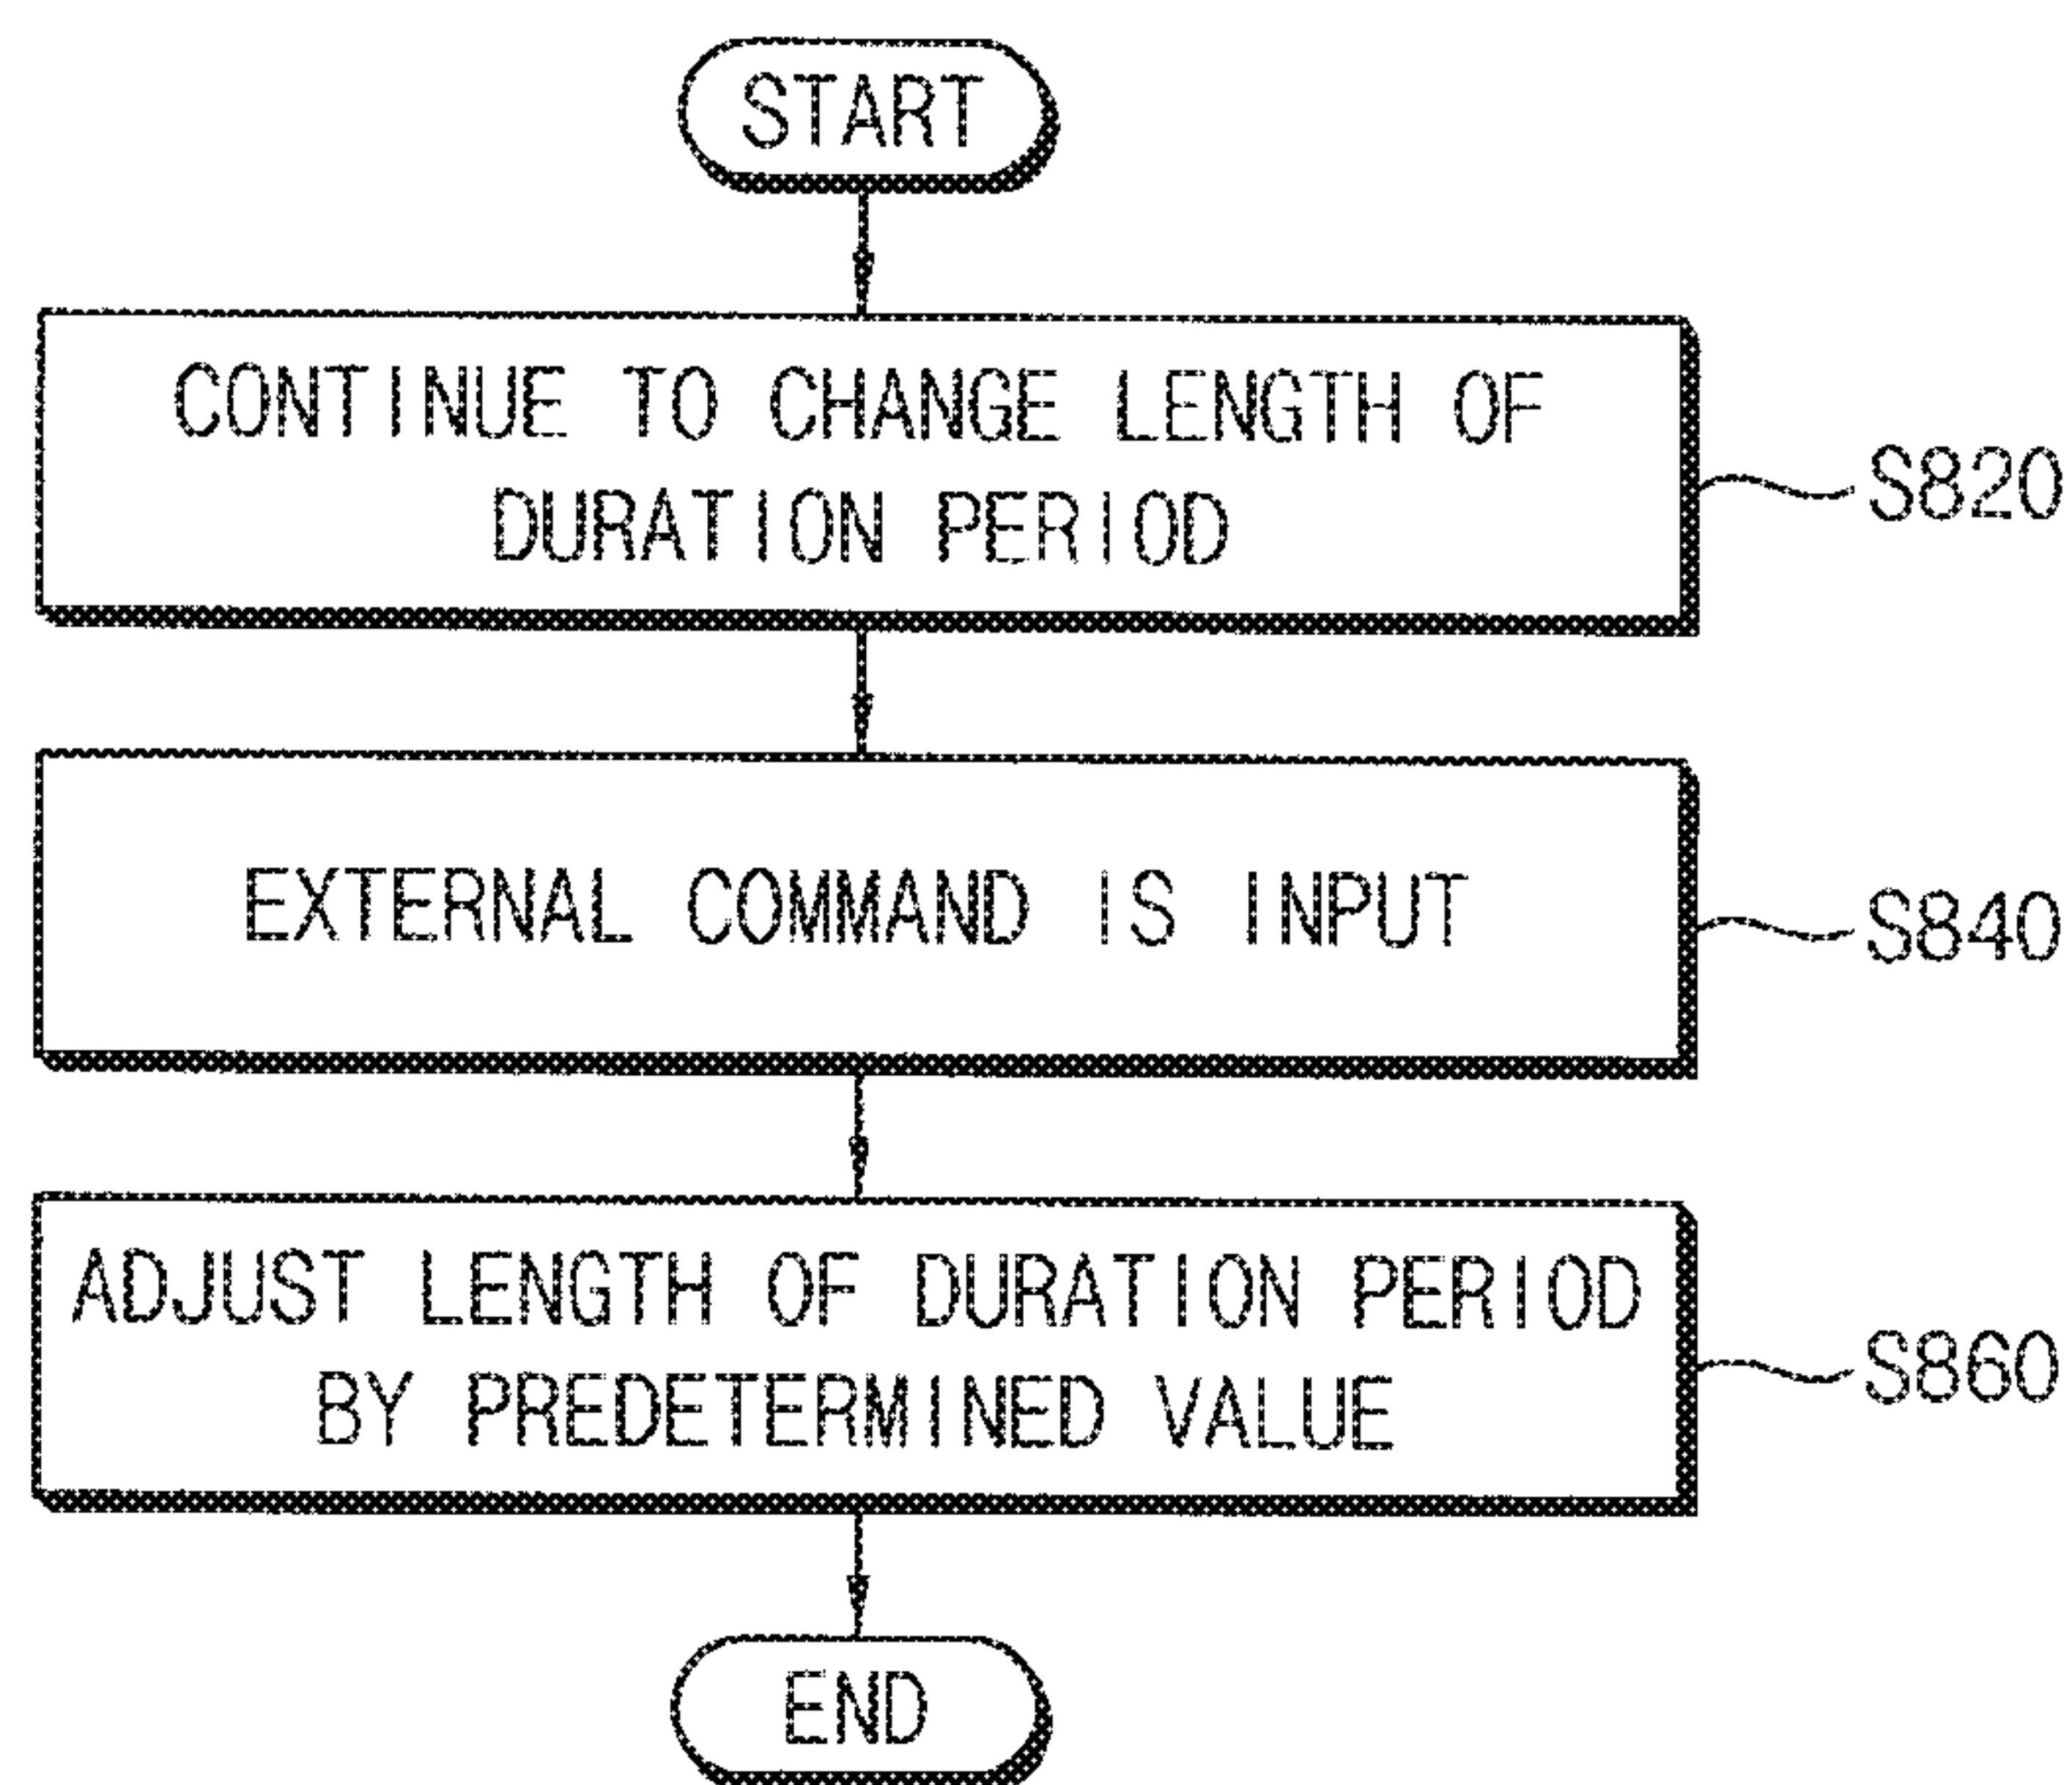 START
CONTINUE TO CHANGE LENGTH OF
DURATION PERIOD
S820
EXTERNAL COMMAND IS INPUT
S840
ADJUST LENGTH OF DURATION PERIOD
BY PREDETERMINED VALUE
S860
END